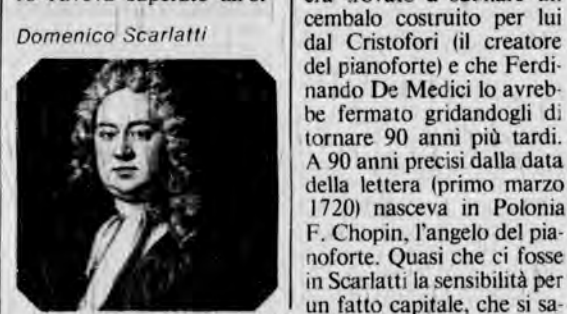 Domenico Scarlatti
cembalo costruito per lui
dal Cristofori (il creatore
del pianoforte) e che Ferdi-
nando De Medici lo avreb-
be fermato gridandogli di
tornare 90 anni più tardi.
A 90 anni precisi dalla data
della lettera (primo marzo
1720) nasceva in Polonia
F. Chopin, l'angelo del pia-
noforte. Quasi che ci fosse
in Scarlatti la sensibilità per
un fatto capitale, che si sa-